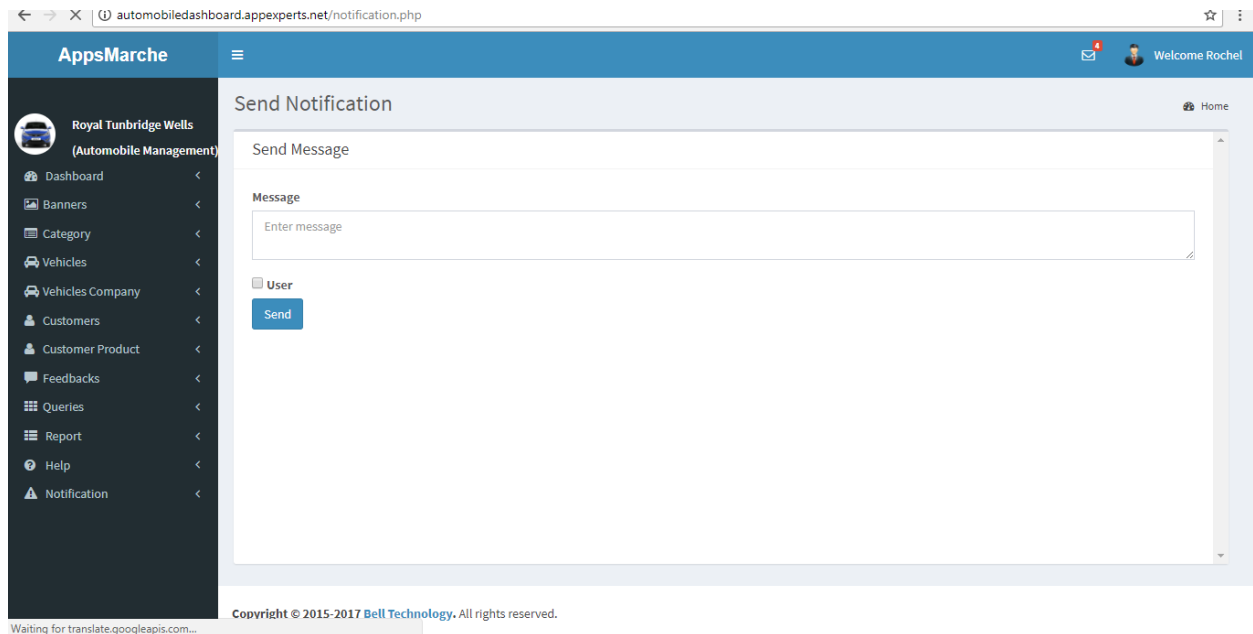 automobiledashboard.appexperts.net/notification.php
AppsMarche
4
Welcome Rochel
Royal Tunbridge Wells
(Automobile Management)
Dashboard
Banners
Category
Vehicles
Vehicles Company
Customers
Customer Product
Feedbacks
Queries
Report
Help
Notification
Send Notification
Home
Send Message
Message
Enter message
User
Send
Copyright © 2015-2017 Bell Technology. All rights reserved.
Waiting for translate.googleapis.com...